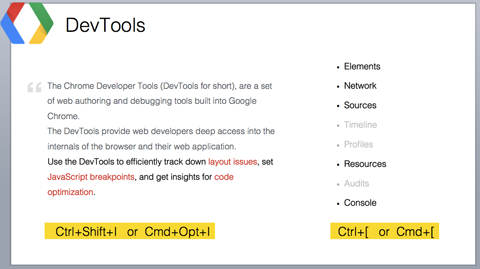 DevTools
“
The Chrome Developer Tools (DevTools for short), are a set
of web authoring and debugging tools built into Google
Chrome.
The DevTools provide web developers deep access into the
internals of the browser and their web application.
Use the DevTools to efficiently track down layout issues, set
JavaScript breakpoints, and get insights for code
optimization.
Ctrl+Shift+I or Cmd+Opt+I
• Elements
• Network
• Sources
• Timeline
• Profiles
• Resources
• Audits
• Console
Ctrl+[ or Cmd+[